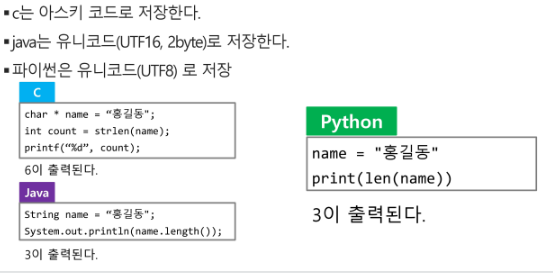 ▪c는 아스키 코드로 저장한다.
▪java는 유니코드(UTF16, 2byte)로 저장한다.
▪파이썬은 유니코드(UTF8) 로 저장
C
char * name = “홍길동";
int count = strlen(name);
printf(“%d”, count);
6이 출력된다.
Java
String name = “홍길동";
System.out.println(name.length());
3이 출력된다.
Python
name = "홍길동"
print(len(name))
3이 출력된다.